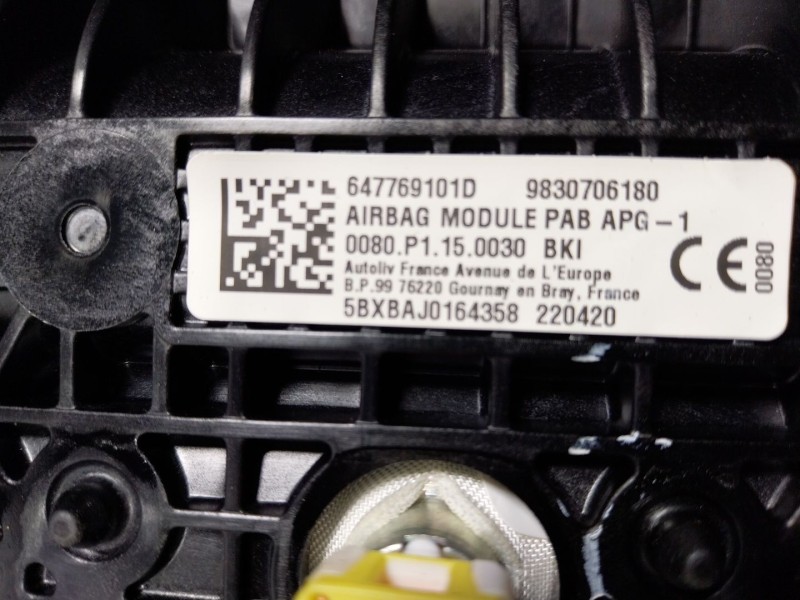 647769101D 9830706180
AIRBAG MODULE PAB APG-1
0080.P1.15.0030 BKI
Autoliv France Avenue de L'Europe
B.P.99 76220 Gournay en Bray, France
5BXBAJ0164358 220420
CE 0080